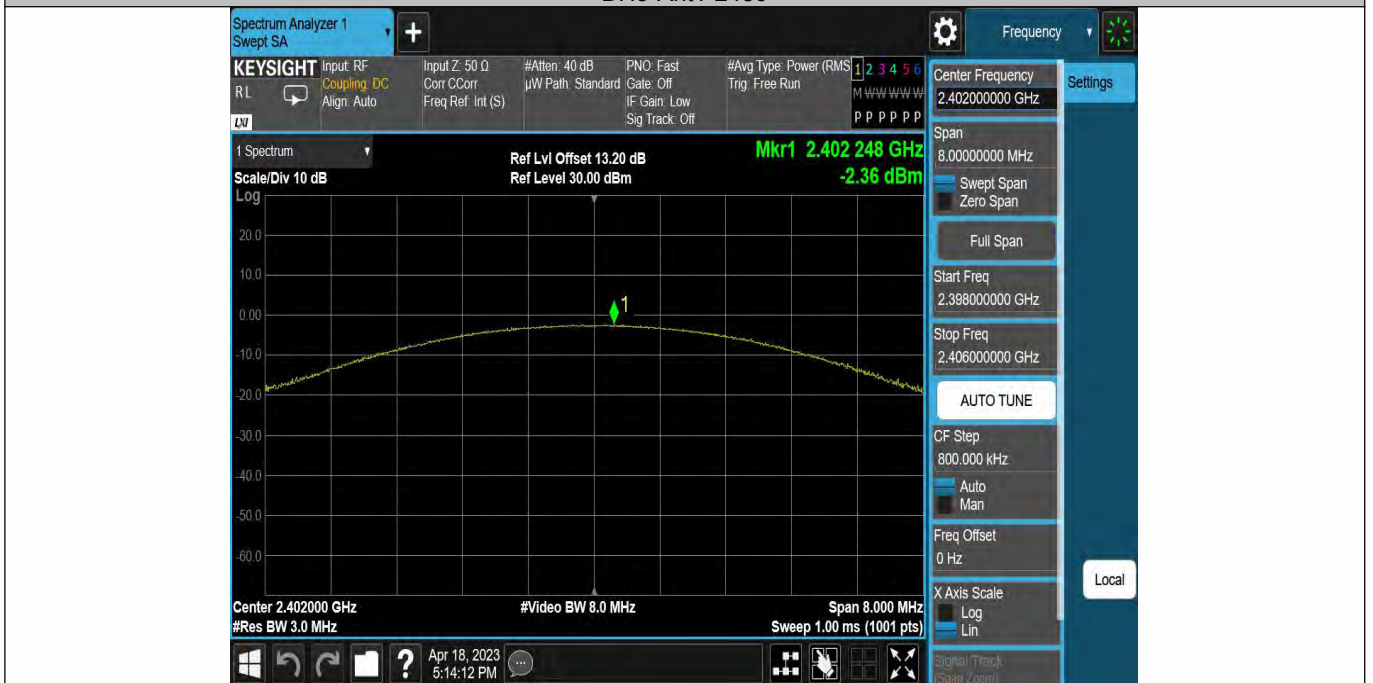 Spectrum Analyzer 1
Swept SA
+
Frequency
KEYSIGHT
RL
LXI
Input: RF
Coupling: DC
Align: Auto
Input Z: 50 Ω
Corr CCorr
Freq Ref: Int (S)
#Atten: 40 dB
µW Path: Standard
PNO: Fast
Gate: Off
IF Gain: Low
Sig Track: Off
#Avg Type: Power (RMS
Trig: Free Run
1 2 3 4 5 6
M W W W W W
P P P P P P
1 Spectrum
Scale/Div 10 dB
Ref Lvl Offset 13.20 dB
Ref Level 30.00 dBm
Mkr1 2.402 248 GHz
-2.36 dBm
Log
20.0
10.0
0.00
-10.0
-20.0
-30.0
-40.0
-50.0
-60.0
1
Center 2.402000 GHz
#Res BW 3.0 MHz
#Video BW 8.0 MHz
Span 8.000 MHz
Sweep 1.00 ms (1001 pts)
Center Frequency
2.402000000 GHz
Settings
Span
8.00000000 MHz
Swept Span
Zero Span
Full Span
Start Freq
2.398000000 GHz
Stop Freq
2.406000000 GHz
AUTO TUNE
CF Step
800.000 kHz
Auto
Man
Freq Offset
0 Hz
X Axis Scale
Log
Lin
Signal Track
(Span Zoom)
Local
?
Apr 18, 2023
5:14:12 PM